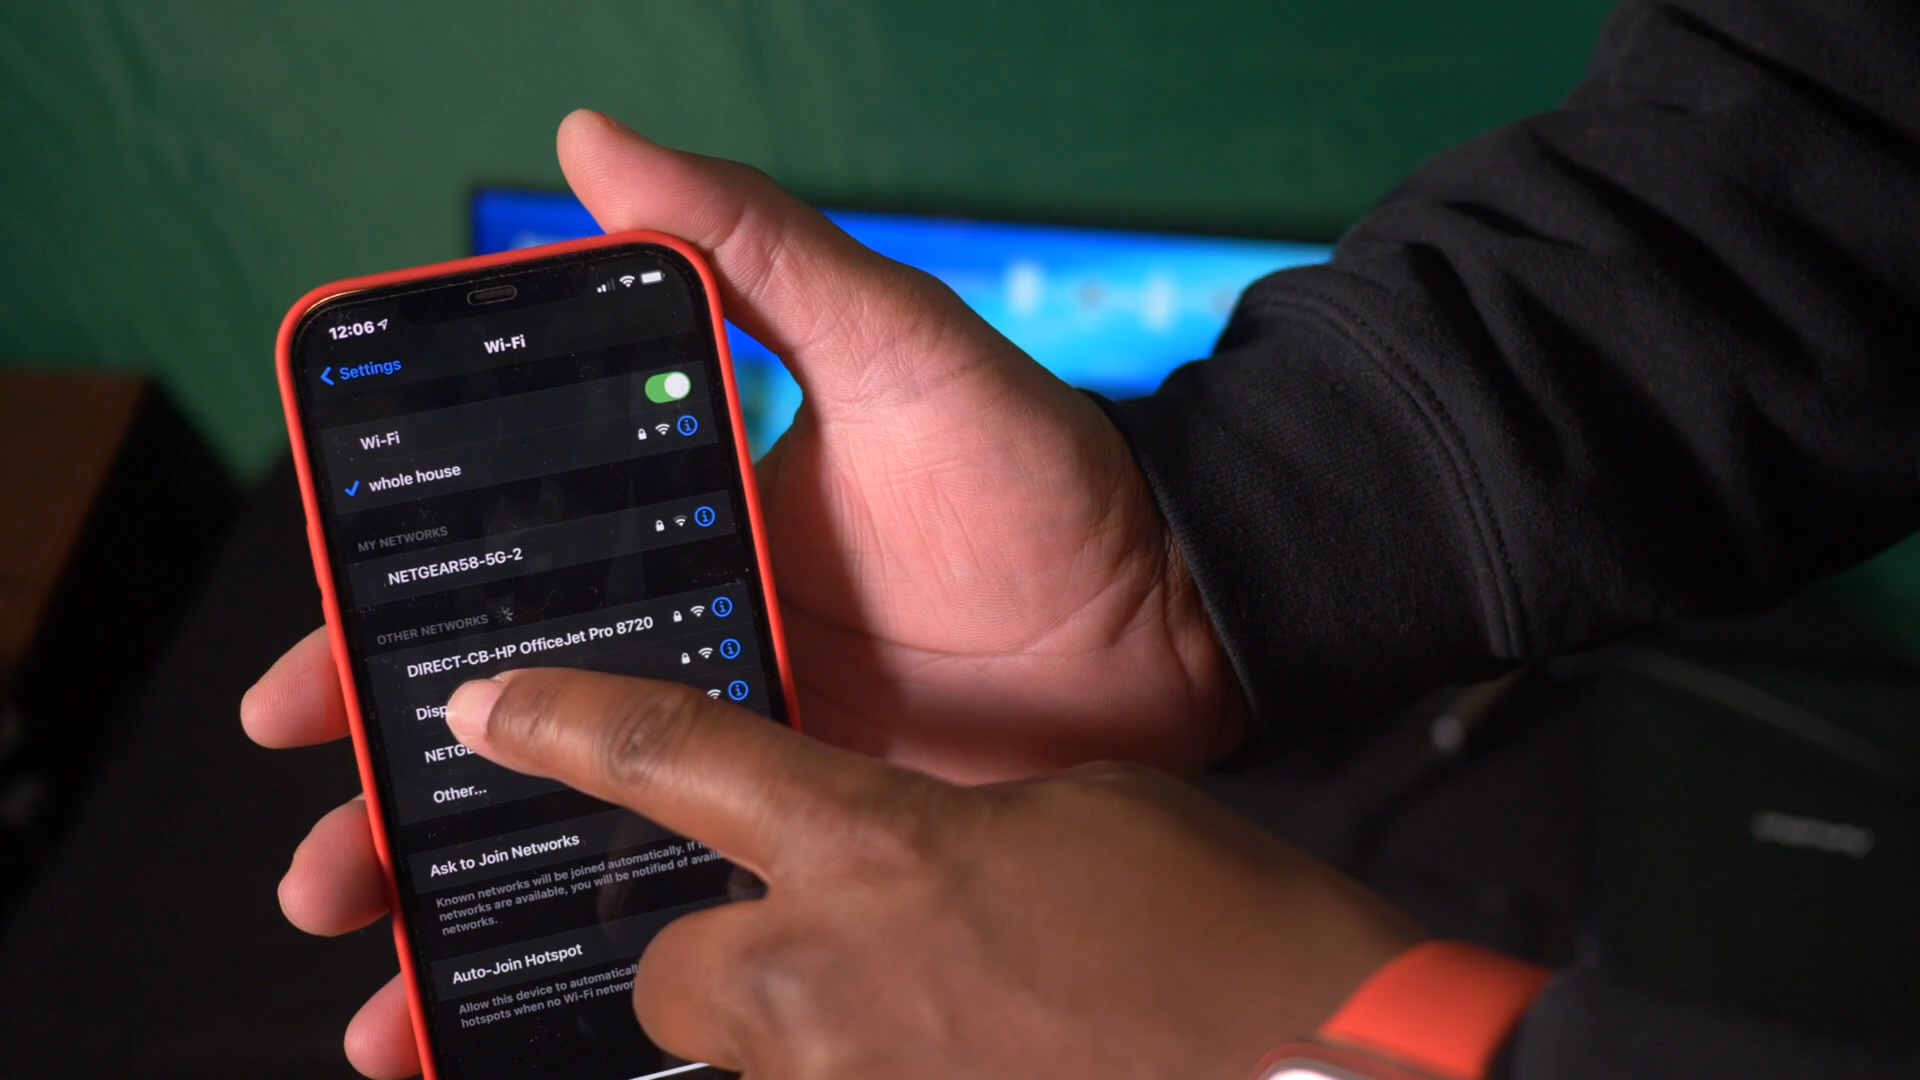 12:06
Settings
Wi-Fi
Wi-Fi
whole house
MY NETWORKS
NETGEAR58-5G-2
OTHER NETWORKS
DIRECT-CB-HP OfficeJet Pro 8720
Disp
NETGE
Other...
Ask to Join Networks
Known networks will be joined automatically. If
networks are available, you will be notified of availa
networks.
Auto-Join Hotspot
Allow this device to automatical
hotspots when no Wi-Fi networ